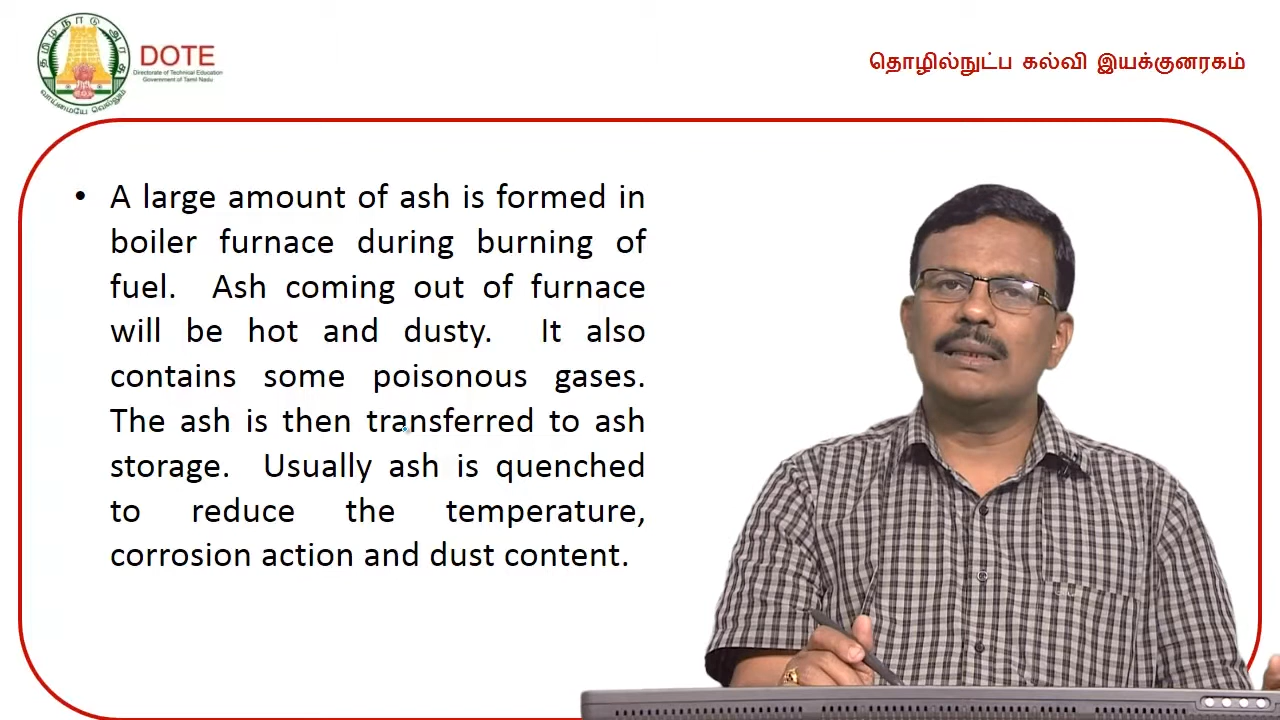 தமிழ்நாடு அரசு
வாய்மையே வெல்லும்
DOTE
Directorate of Technical Education
Government of Tamil Nadu
தொழில்நுட்ப கல்வி இயக்குனரகம்
• A large amount of ash is formed in
boiler furnace during burning of
fuel. Ash coming out of furnace
will be hot and dusty. It also
contains some poisonous gases.
The ash is then transferred to ash
storage. Usually ash is quenched
to reduce the temperature,
corrosion action and dust content.